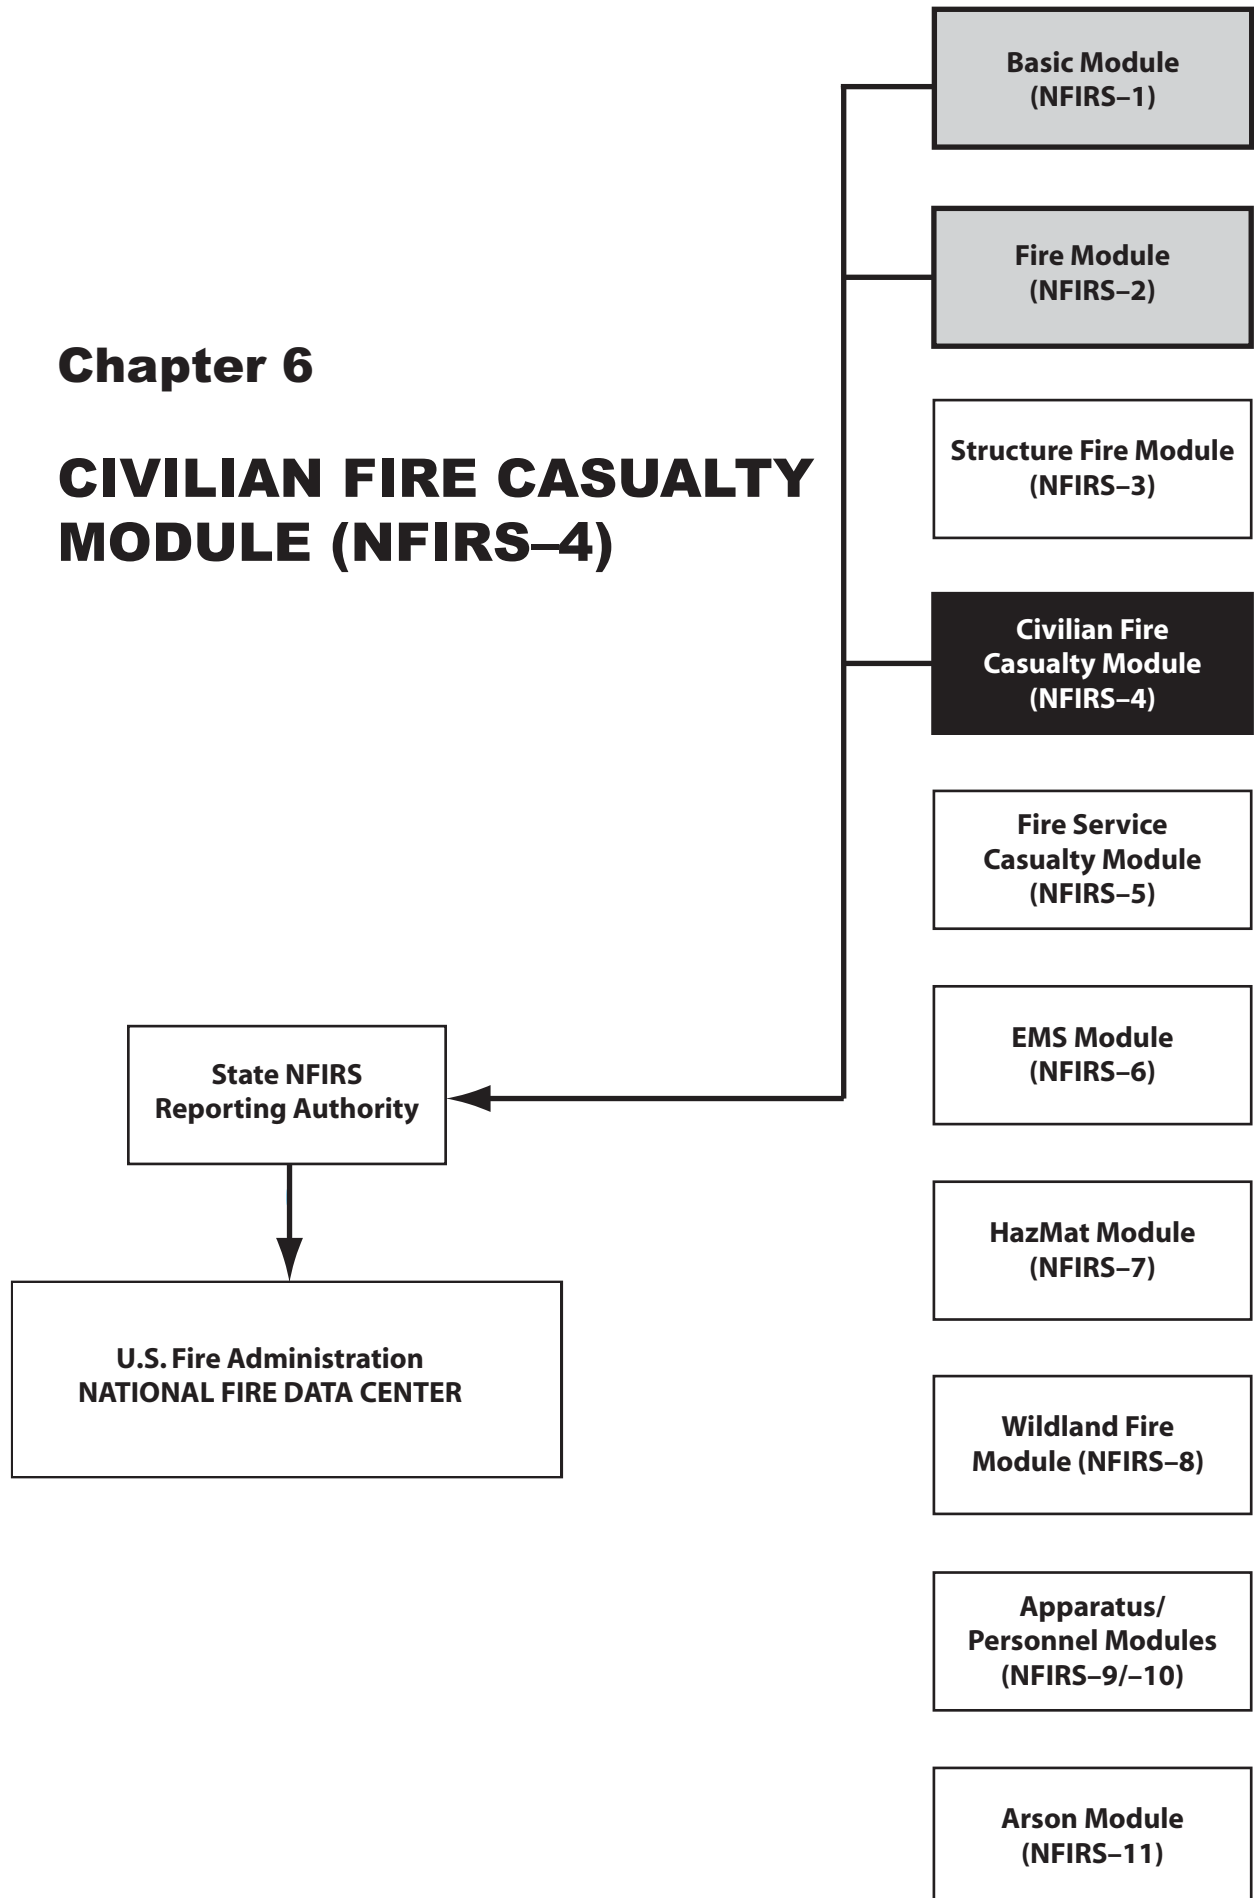 Chapter 6
CIVILIAN FIRE CASUALTY
MODULE (NFIRS–4)
Basic Module
(NFIRS–1)
Fire Module
(NFIRS–2)
Structure Fire Module
(NFIRS–3)
Civilian Fire
Casualty Module
(NFIRS–4)
Fire Service
Casualty Module
(NFIRS–5)
EMS Module
(NFIRS–6)
HazMat Module
(NFIRS–7)
Wildland Fire
Module (NFIRS–8)
Apparatus/
Personnel Modules
(NFIRS–9/–10)
Arson Module
(NFIRS–11)
State NFIRS
Reporting Authority
U.S. Fire Administration
NATIONAL FIRE DATA CENTER